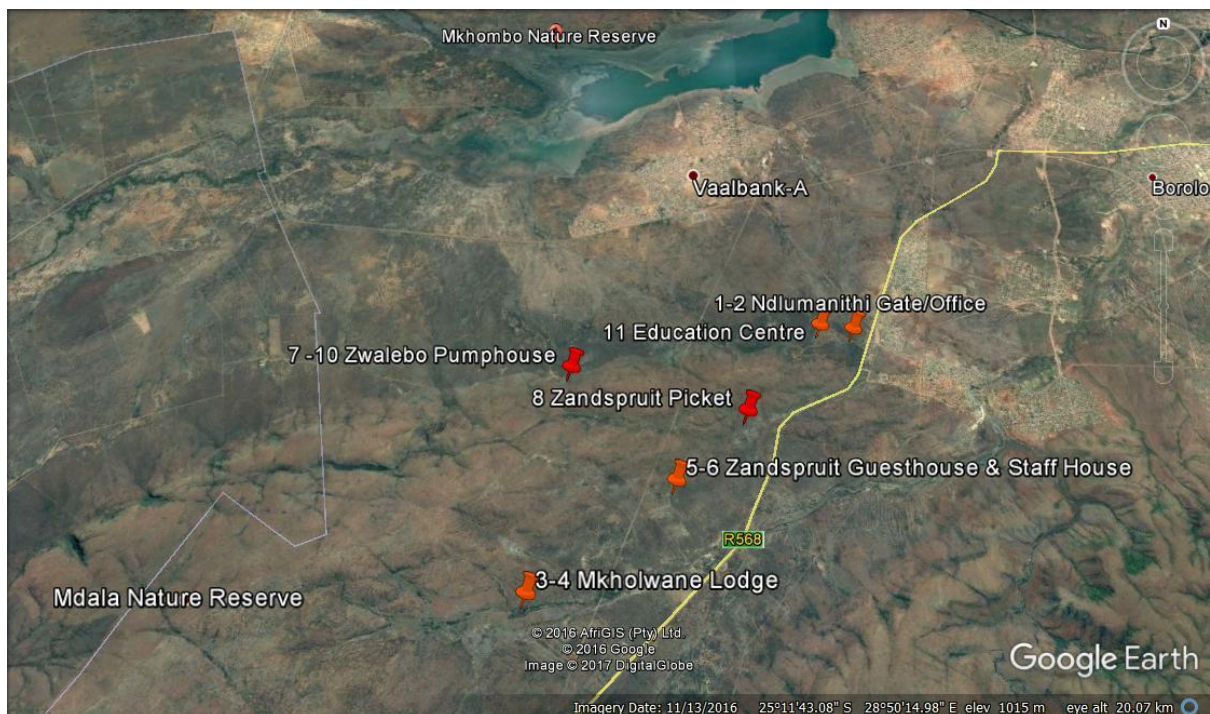 Mkhombo Nature Reserve
N
Vaalbank-A
Borolo
1-2 Ndlumanithi Gate/Office
11 Education Centre
7 -10 Zwalebo Pumphouse
8 Zandspruit Picket
5-6 Zandspruit Guesthouse & Staff House
R568
3-4 Mkholwane Lodge
Mdala Nature Reserve
© 2016 AfriGIS (Pty) Ltd.
© 2016 Google
Image © 2017 DigitalGlobe
Google Earth
Imagery Date: 11/13/2016 25°11'43.08" S 28°50'14.98" E elev 1015 m eye alt 20.07 km